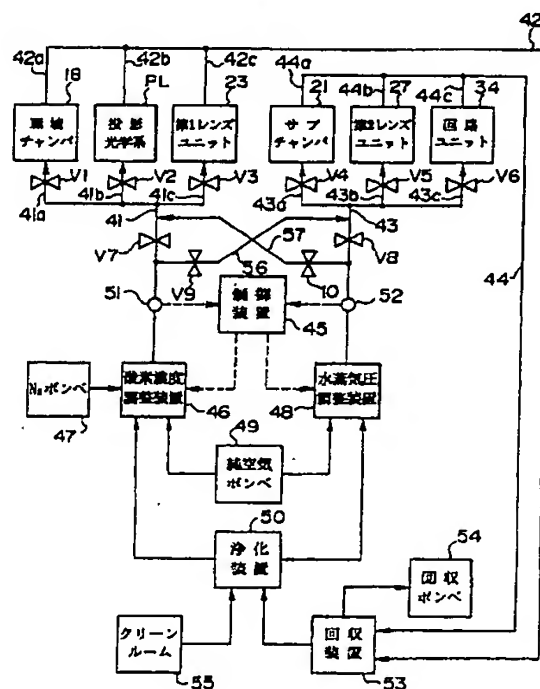 42
42a
42b
42c
44a
44b
44c
18
PL
23
21
27
34
環境
チャンバ
投影
光学系
第1レンズ
ユニット
サブ
チャンバ
第2レンズ
ユニット
回路
ユニット
V1
V2
V3
V4
V5
V6
41a
41b
41c
43a
43b
43c
41
43
57
V7
V8
56
44
V9
10
51
52
制御
装置
45
N₂ボンベ
47
酸素濃度
調整装置
46
水蒸気圧
調整装置
48
49
純空気
ボンベ
50
浄化
装置
54
回収
ボンベ
クリーン
ルーム
55
回収
装置
53